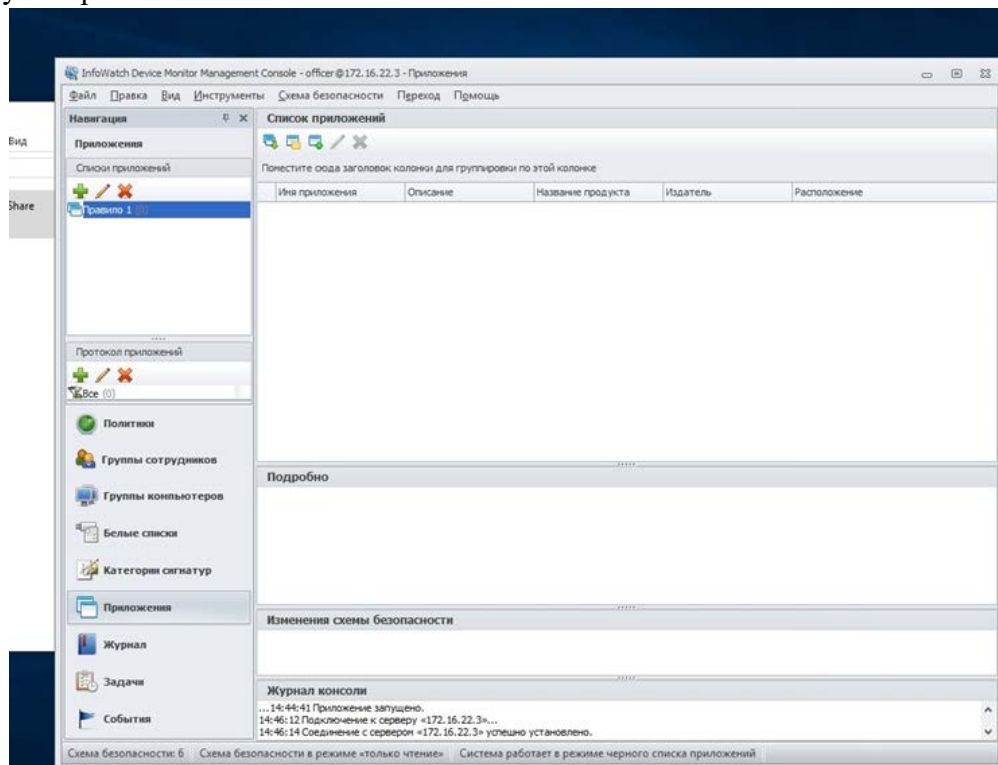 InfoWatch Device Monitor Management Console - officer@172.16.22.3 - Приложения
Файл Правка Вид Инструменты Схема безопасности Переход Помощь
Навигация
Список приложений
Вид
Приложения
Списки приложений
Поместите сюда заголовок колонки для группировки по этой колонке
Имя приложения Описание Название продукта Издатель Расположение
Share
Правило 1 (0)
Протокол приложений
Все (0)
Политики
Группы сотрудников
Подробно
Группы компьютеров
Белые списки
Категории сигнатур
Приложения
Изменения схемы безопасности
Журнал
Задачи
Журнал консоли
...14:44:41 Приложение запущено.
14:46:12 Подключение к серверу «172.16.22.3»...
События
14:46:14 Соединение с сервером «172.16.22.3» успешно установлено.
Схема безопасности: 6 Схема безопасности в режиме «только чтение» Система работает в режиме черного списка приложений